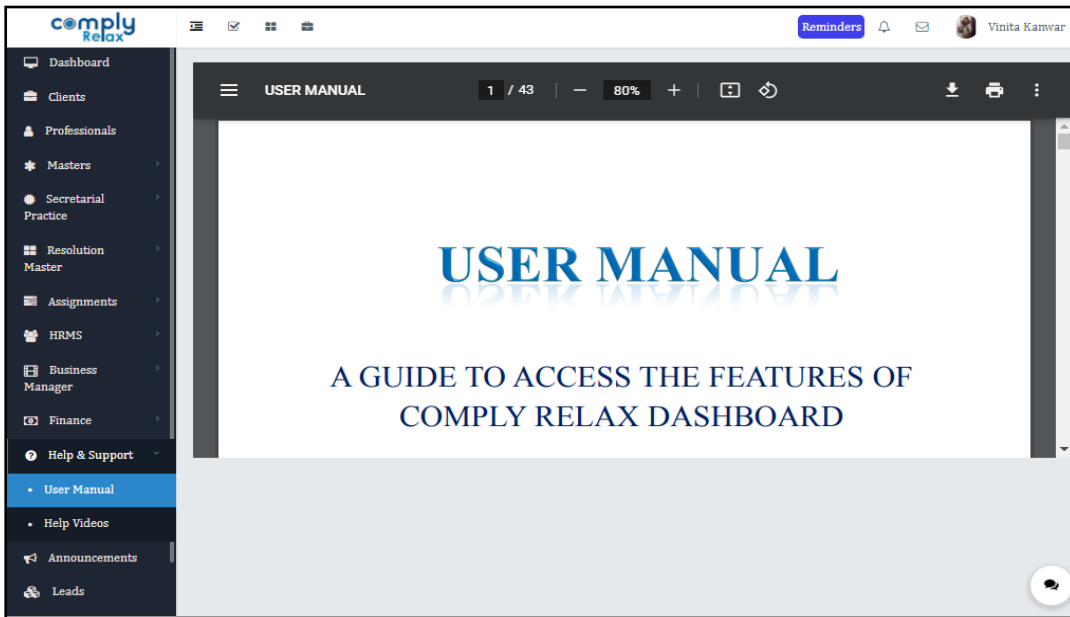 comply
Relax
Reminders
Vinita Kanwar
Dashboard
Clients
Professionals
Masters
Secretarial
Practice
Resolution
Master
Assignments
HRMS
Business
Manager
Finance
Help & Support
User Manual
Help Videos
Announcements
Leads
USER MANUAL
1 / 43
80%
USER MANUAL
A GUIDE TO ACCESS THE FEATURES OF
COMPLY RELAX DASHBOARD